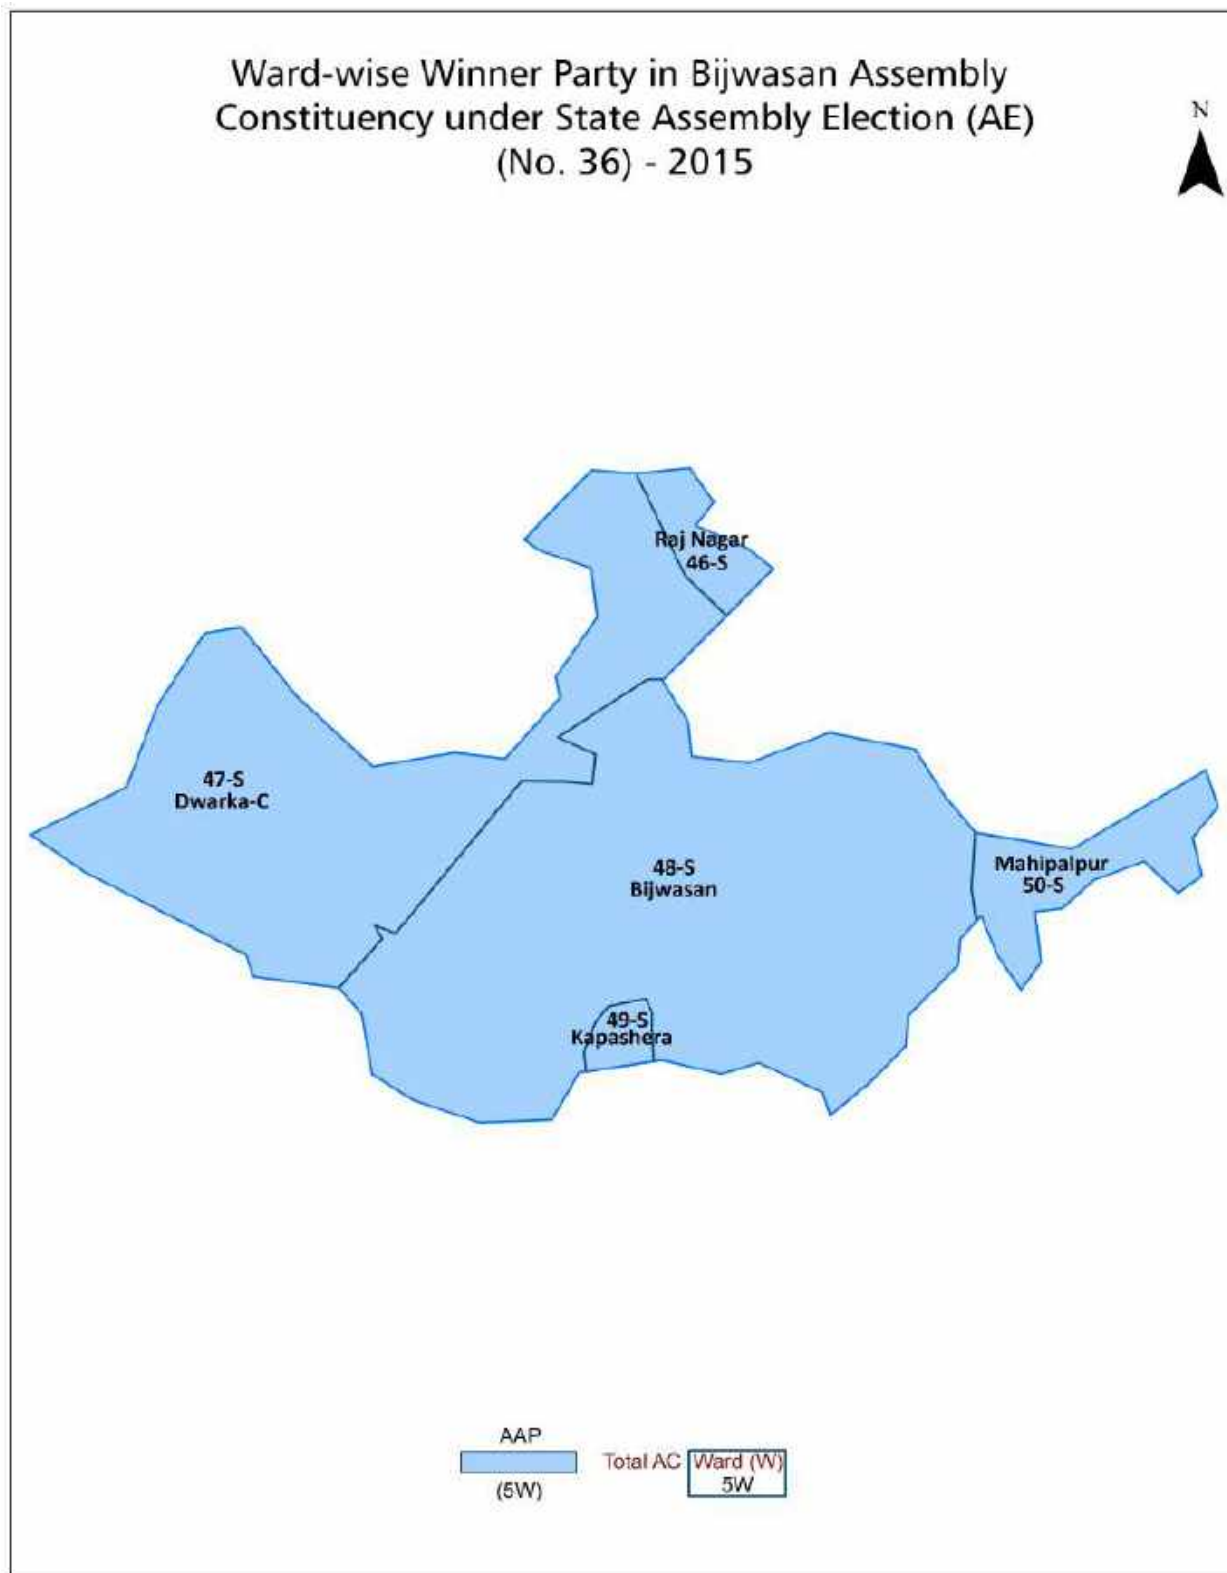 Ward-wise Winner Party in Bijwasan Assembly
Constituency under State Assembly Election (AE)
(No. 36) - 2015
N
Raj Nagar
46-S
47-S
Dwarka-C
48-S
Bijwasan
Mahipalpur
50-S
49-S
Kapashera
AAP
(5W)
Total AC
Ward (W)
5W